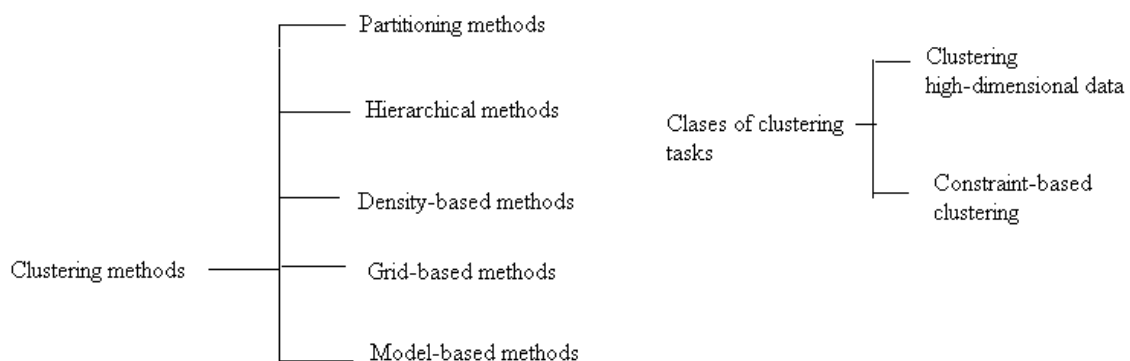 Partitioning methods
Hierarchical methods
Density-based methods
Clustering methods
Grid-based methods
Model-based methods
Clustering
high-dimensional data
Clases of clustering
tasks
Constraint-based
clustering